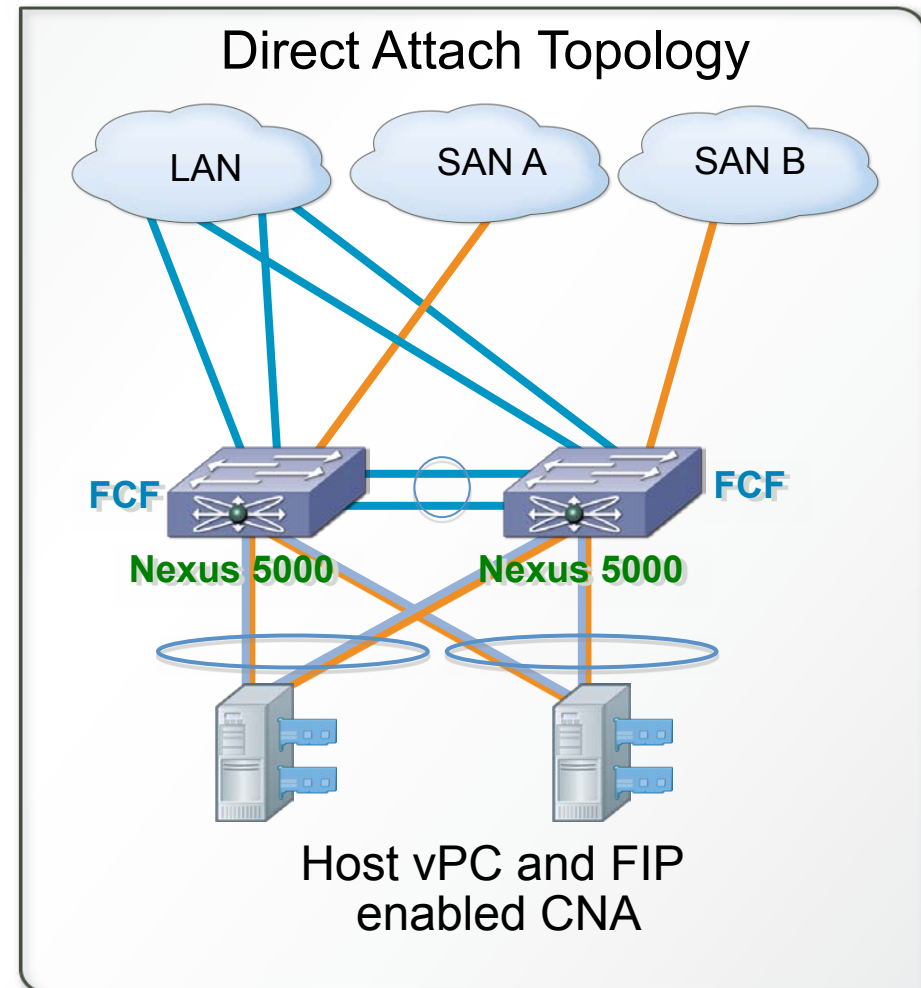 Direct Attach Topology
LAN
SAN A
SAN B
FCF
FCF
Nexus 5000
Nexus 5000
Host vPC and FIP
enabled CNA